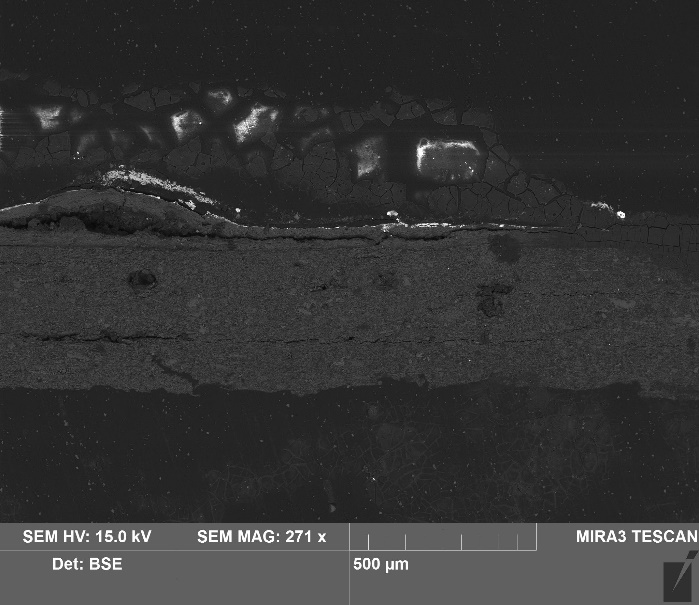 SEM HV: 15.0 kV SEM MAG: 271 x MIRA3 TESCAN
Det: BSE 500 µm